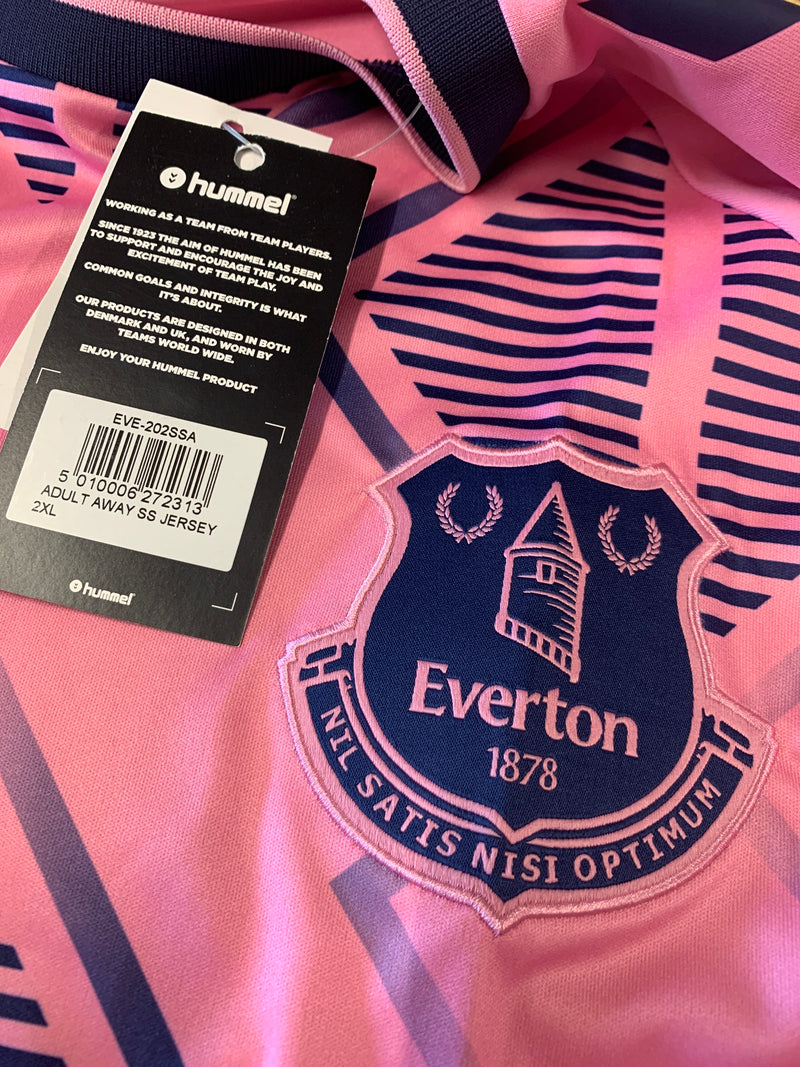 hummel
WORKING AS A TEAM FROM TEAM PLAYERS.
SINCE 1923 THE AIM OF HUMMEL HAS BEEN
TO SUPPORT AND ENCOURAGE THE JOY AND
EXCITEMENT OF TEAM PLAY.
COMMON GOALS AND INTEGRITY IS WHAT
IT'S ABOUT.
OUR PRODUCTS ARE DESIGNED IN BOTH
DENMARK AND UK, AND WORN BY
TEAMS WORLD WIDE.
ENJOY YOUR HUMMEL PRODUCT
EVE-202SSA
5 010006 272313
ADULT AWAY SS JERSEY
2XL
hummel
Everton
1878
NIL SATIS NISI OPTIMUM